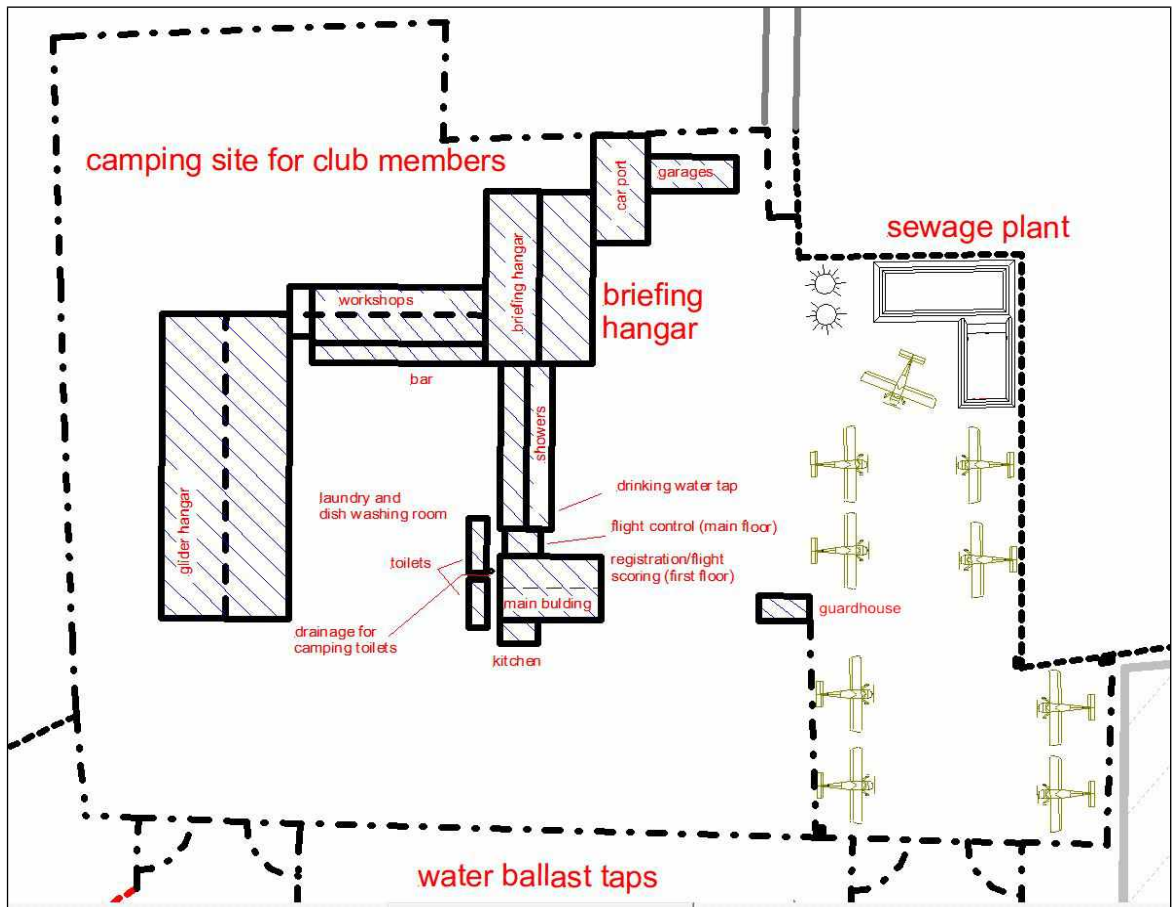 camping site for club members
car port
garages
sewage plant
briefing hangar
briefing
hangar
workshops
bar
showers
glider hangar
laundry and
dish washing room
drinking water tap
flight control (main floor)
toilets
registration/flight
scoring (first floor)
main bulding
guardhouse
drainage for
camping toilets
kitchen
water ballast taps